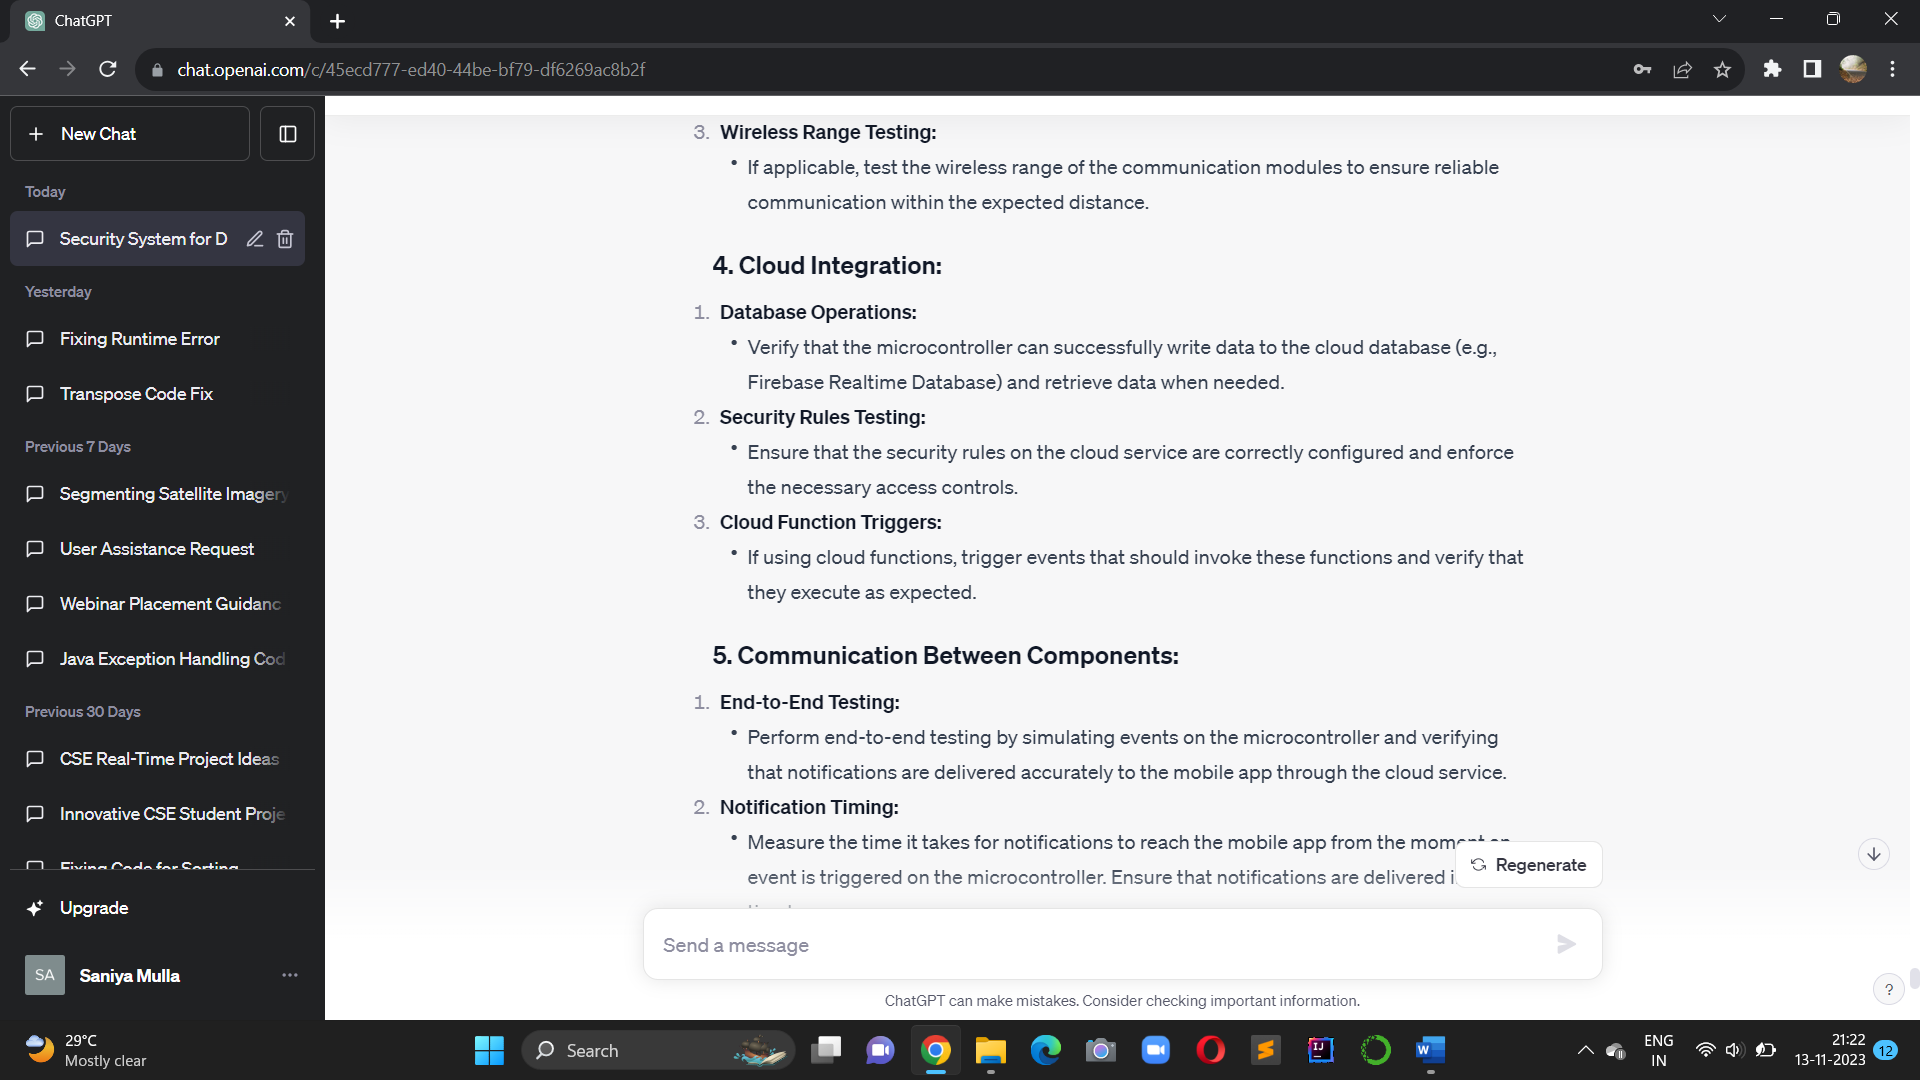 ChatGPT
chat.openai.com/c/45ecd777-ed40-44be-bf79-df6269ac8b2f
New Chat
Today
Security System for D
Yesterday
Fixing Runtime Error
Transpose Code Fix
Previous 7 Days
Segmenting Satellite Imagery
User Assistance Request
Webinar Placement Guidanc
Java Exception Handling Cod
Previous 30 Days
CSE Real-Time Project Ideas
Innovative CSE Student Proje
Fixing Code for Sorting
Upgrade
SA
Saniya Mulla
3. Wireless Range Testing:
• If applicable, test the wireless range of the communication modules to ensure reliable
communication within the expected distance.
4. Cloud Integration:
1. Database Operations:
• Verify that the microcontroller can successfully write data to the cloud database (e.g.,
Firebase Realtime Database) and retrieve data when needed.
2. Security Rules Testing:
• Ensure that the security rules on the cloud service are correctly configured and enforce
the necessary access controls.
3. Cloud Function Triggers:
• If using cloud functions, trigger events that should invoke these functions and verify that
they execute as expected.
5. Communication Between Components:
1. End-to-End Testing:
• Perform end-to-end testing by simulating events on the microcontroller and verifying
that notifications are delivered accurately to the mobile app through the cloud service.
2. Notification Timing:
• Measure the time it takes for notifications to reach the mobile app from the moment an
event is triggered on the microcontroller. Ensure that notifications are delivered
Regenerate
Send a message
ChatGPT can make mistakes. Consider checking important information.
?
29°C
Mostly clear
Search
ENG
IN
21:22
13-11-2023
12